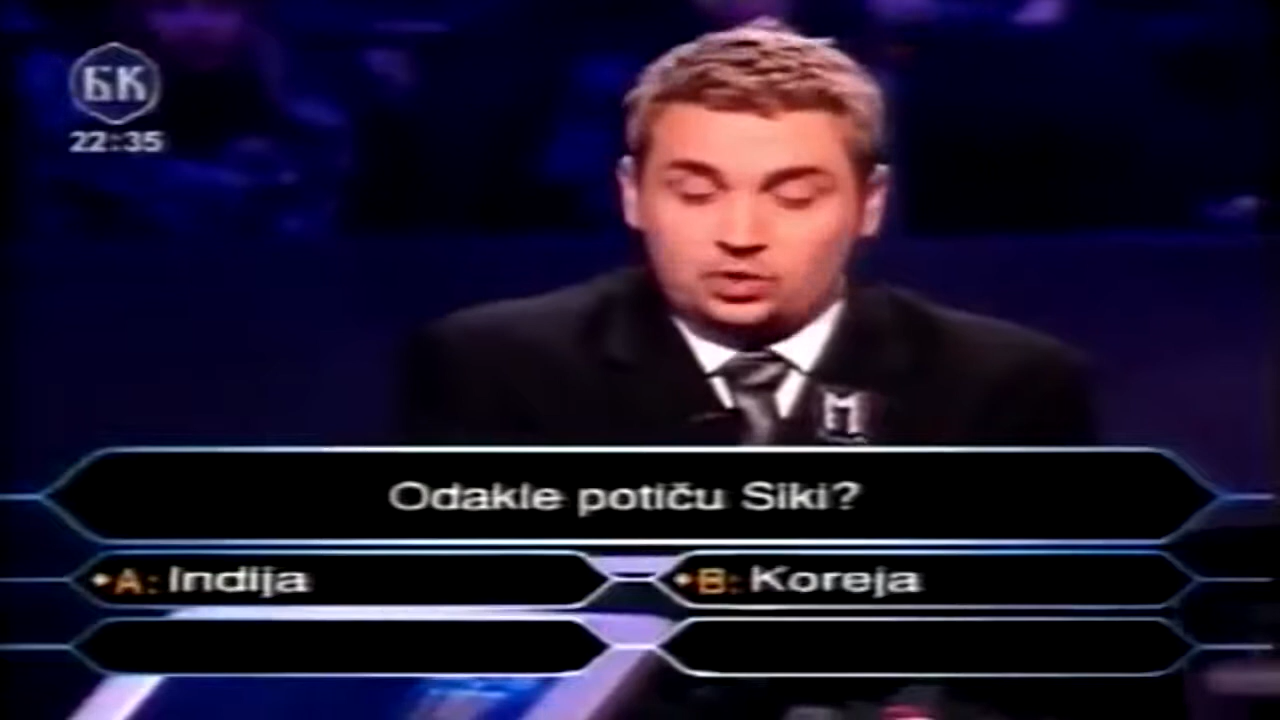 БК
22:35
Odakle potiču Siki?
A: Indija
B: Koreja